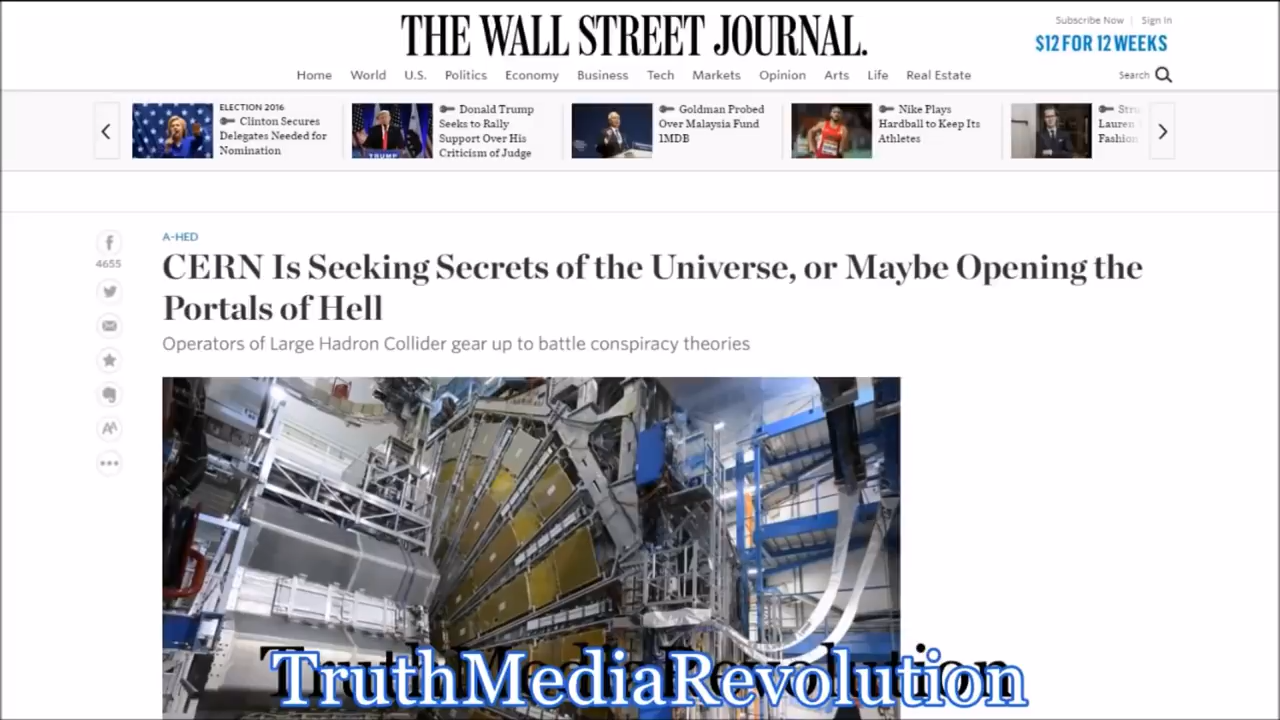 THE WALL STREET JOURNAL.
Subscribe Now | Sign In
$12 FOR 12 WEEKS
Home World U.S. Politics Economy Business Tech Markets Opinion Arts Life Real Estate
Search
ELECTION 2016
Clinton Secures
Delegates Needed for
Nomination
Donald Trump
Seeks to Rally
Support Over His
Criticism of Judge
TRUMP
Goldman Probed
Over Malaysia Fund
1MDB
Nike Plays
Hardball to Keep Its
Athletes
Lauren
Fashion
4655
A-HED
CERN Is Seeking Secrets of the Universe, or Maybe Opening the
Portals of Hell
Operators of Large Hadron Collider gear up to battle conspiracy theories
TruthMediaRevolution